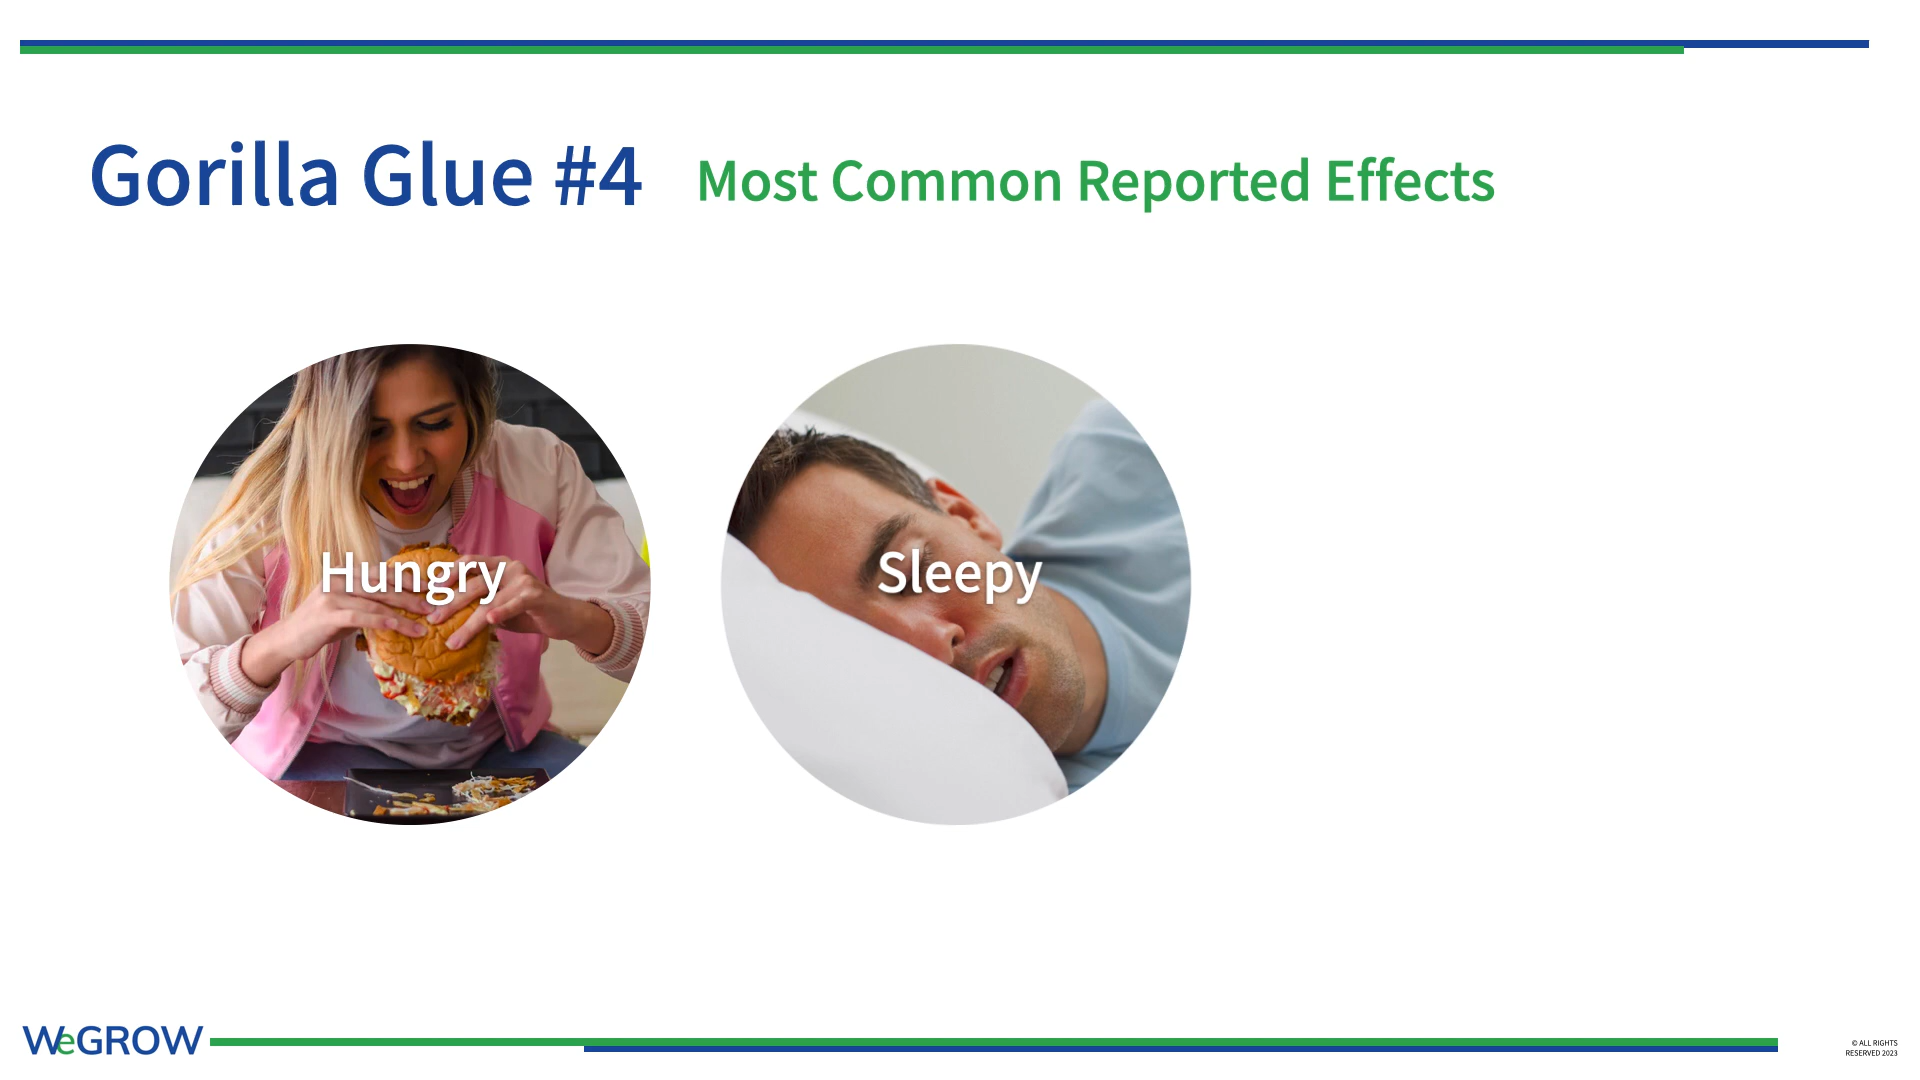 Gorilla Glue #4 Most Common Reported Effects
Hungry
Sleepy
WeGROW
© ALL RIGHTS
RESERVED 2023